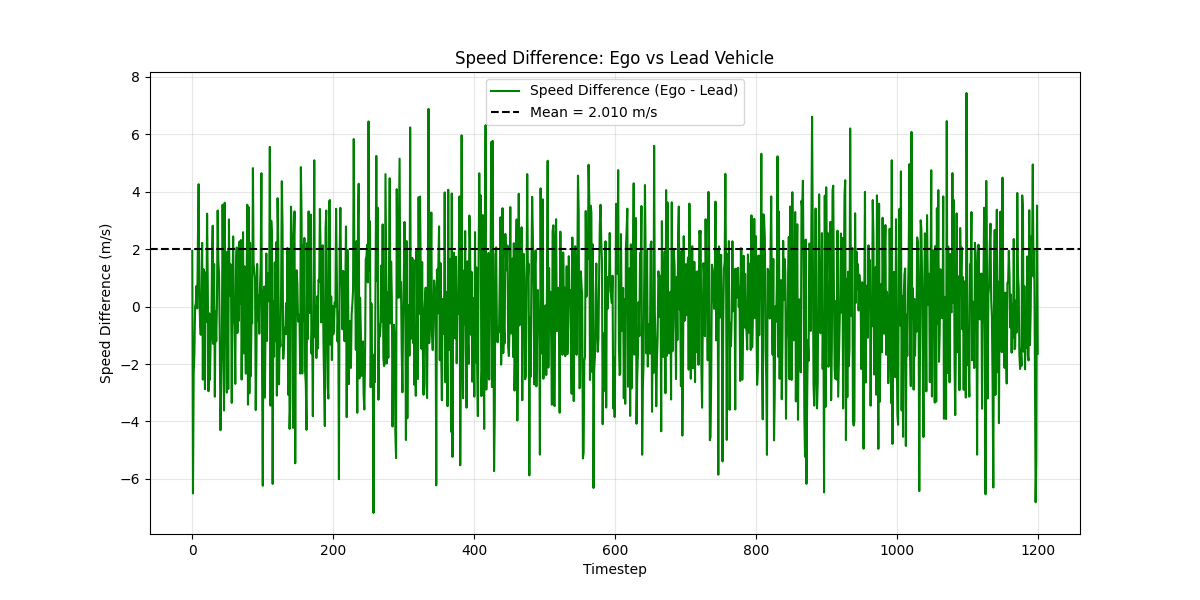 Speed Difference: Ego vs Lead Vehicle
Speed Difference (Ego - Lead)
Mean = 2.010 m/s
Speed Difference (m/s)
8
6
4
2
0
−2
−4
−6
0 200 400 600 800 1000 1200
Timestep